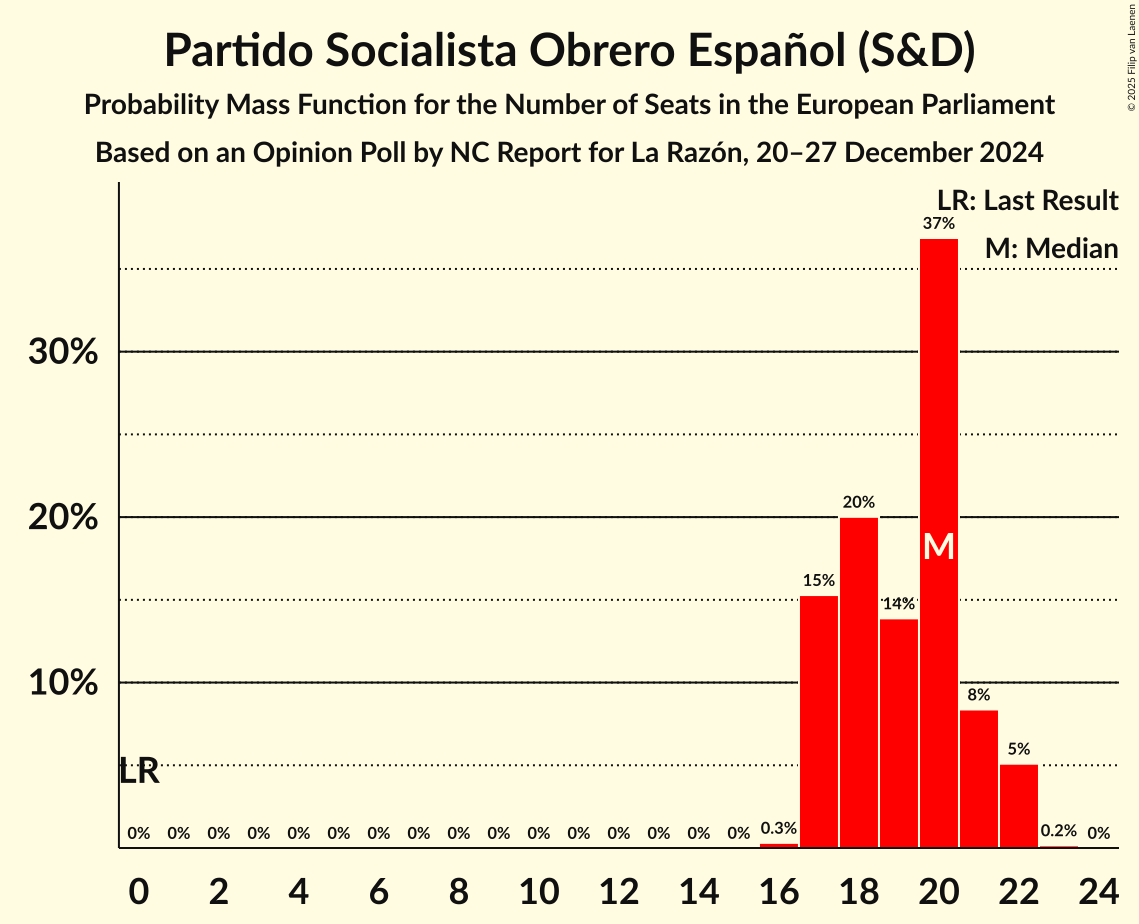 Partido Socialista Obrero Español (S&D)
Probability Mass Function for the Number of Seats in the European Parliament
Based on an Opinion Poll by NC Report for La Razón, 20–27 December 2024
© 2025 Filip van Laenen
LR: Last Result
M: Median
37%
30%
20%
20%
M
15%
14%
10%
8%
5%
LR
0% 0% 0% 0% 0% 0% 0% 0% 0% 0% 0% 0% 0% 0% 0% 0% 0.3% 0.2% 0%
0 2 4 6 8 10 12 14 16 18 20 22 24